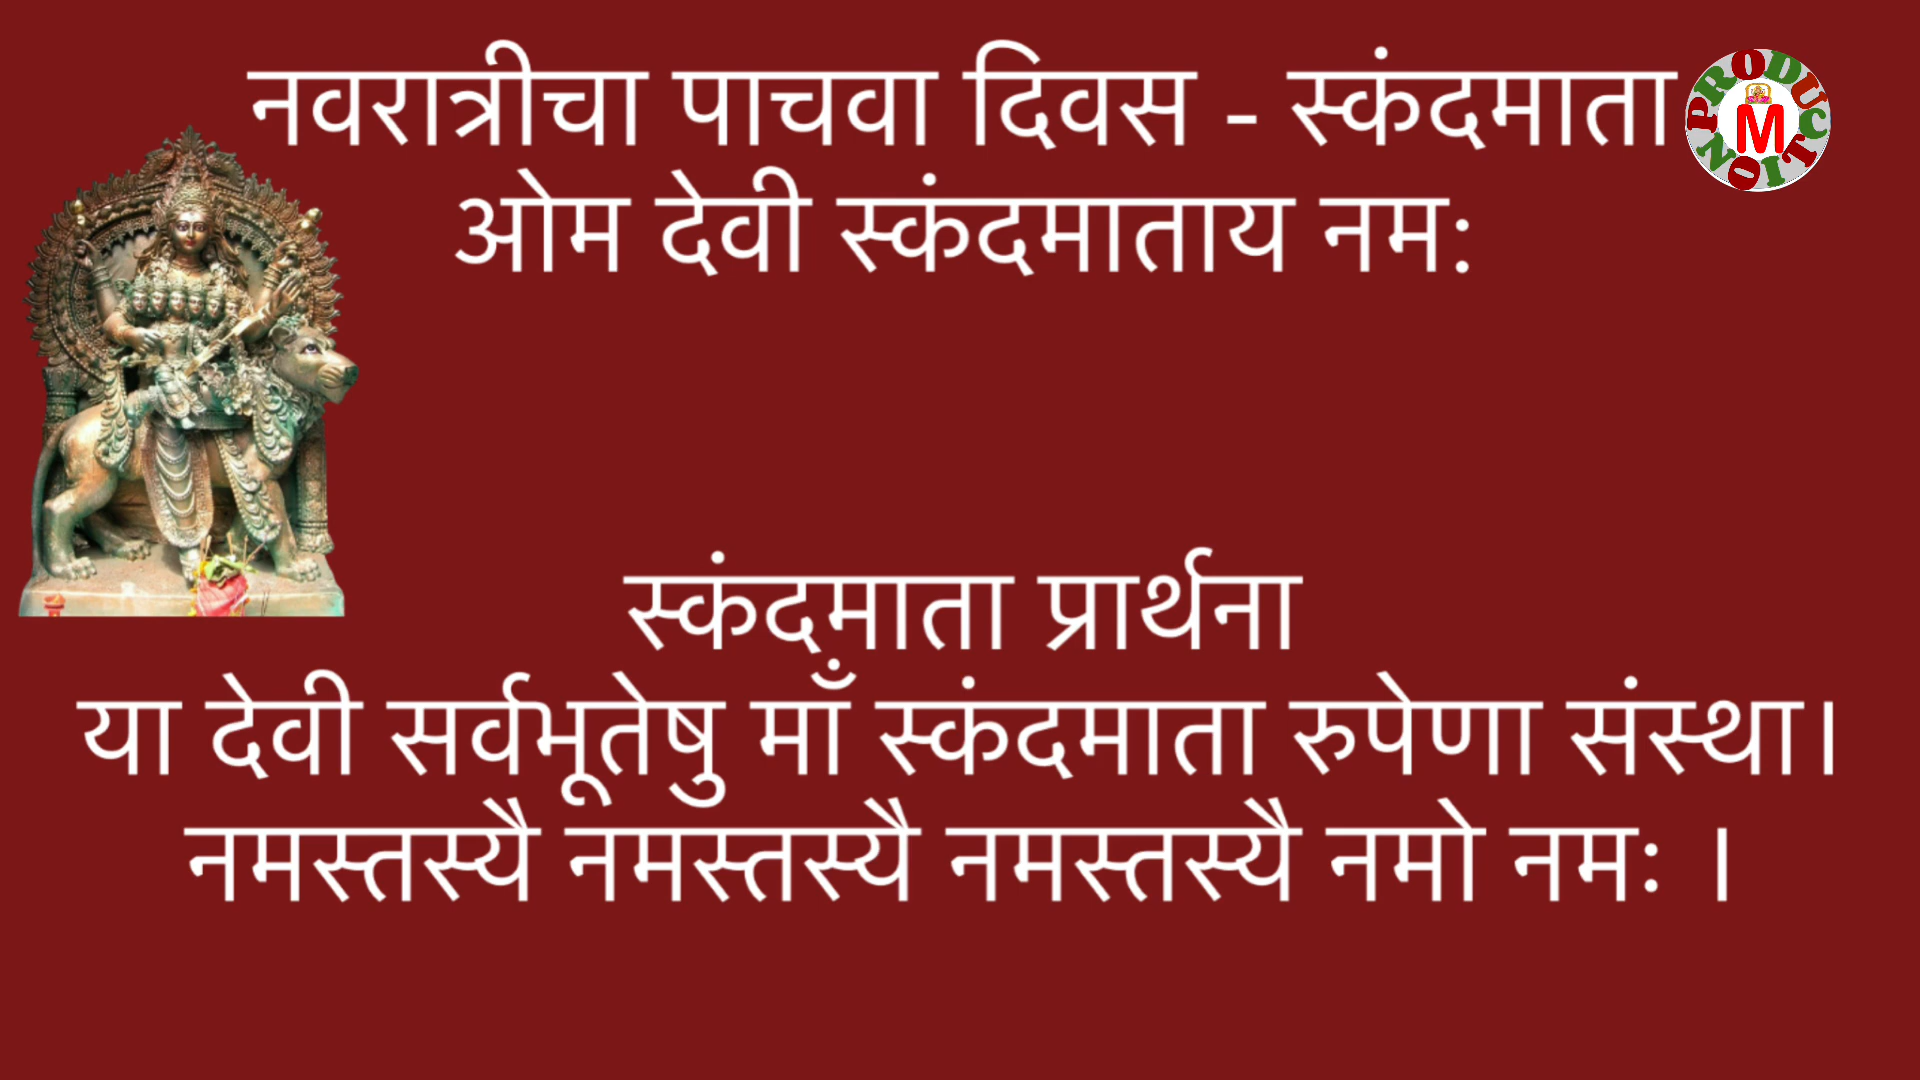 नवरात्रीचा पाचवा दिवस - स्कंदमाता
ओम देवी स्कंदमाताय नम:
PRODUCTION
M
स्कंदमाता प्रार्थना
या देवी सर्वभूतेषु माँ स्कंदमाता रुपेणा संस्था।
नमस्तस्यै नमस्तस्यै नमस्तस्यै नमो नमः ।